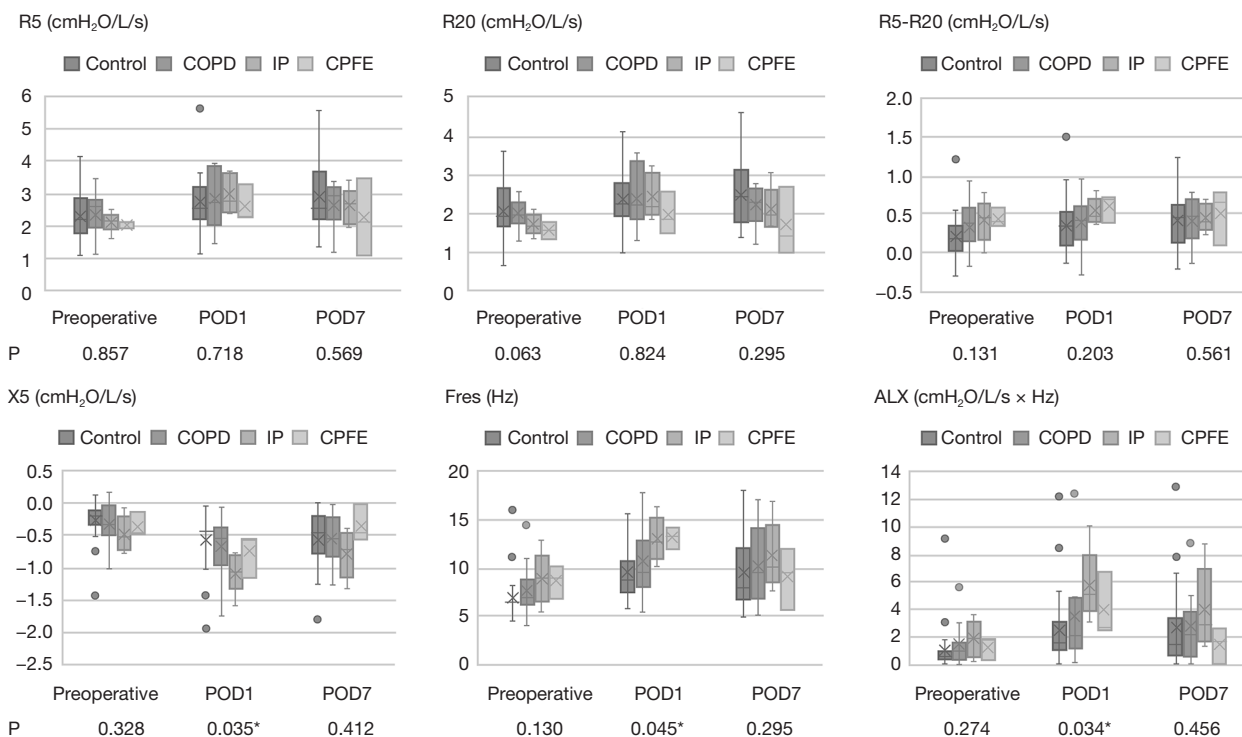 R5 (cmH₂O/L/s)
Control COPD IP CPFE
6
5
4
3
2
1
0
Preoperative POD1 POD7
P 0.857 0.718 0.569
R20 (cmH₂O/L/s)
Control COPD IP CPFE
5
4
3
2
1
0
Preoperative POD1 POD7
0.063 0.824 0.295
R5-R20 (cmH₂O/L/s)
Control COPD IP CPFE
2.0
1.5
1.0
0.5
0.0
−0.5
Preoperative POD1 POD7
0.131 0.203 0.561
X5 (cmH₂O/L/s)
Control COPD IP CPFE
0.5
0.0
−0.5
−1.0
−1.5
−2.0
−2.5
Preoperative POD1 POD7
P 0.328 0.035* 0.412
Fres (Hz)
Control COPD IP CPFE
20
15
10
5
0
Preoperative POD1 POD7
0.130 0.045* 0.295
ALX (cmH₂O/L/s × Hz)
Control COPD IP CPFE
14
12
10
8
6
4
2
0
Preoperative POD1 POD7
0.274 0.034* 0.456